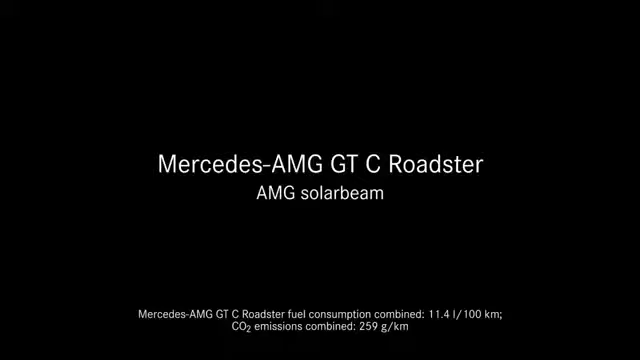 Mercedes-AMG GT C Roadster
AMG solarbeam
Mercedes-AMG GT C Roadster fuel consumption combined: 11.4 l/100 km;
CO₂ emissions combined: 259 g/km